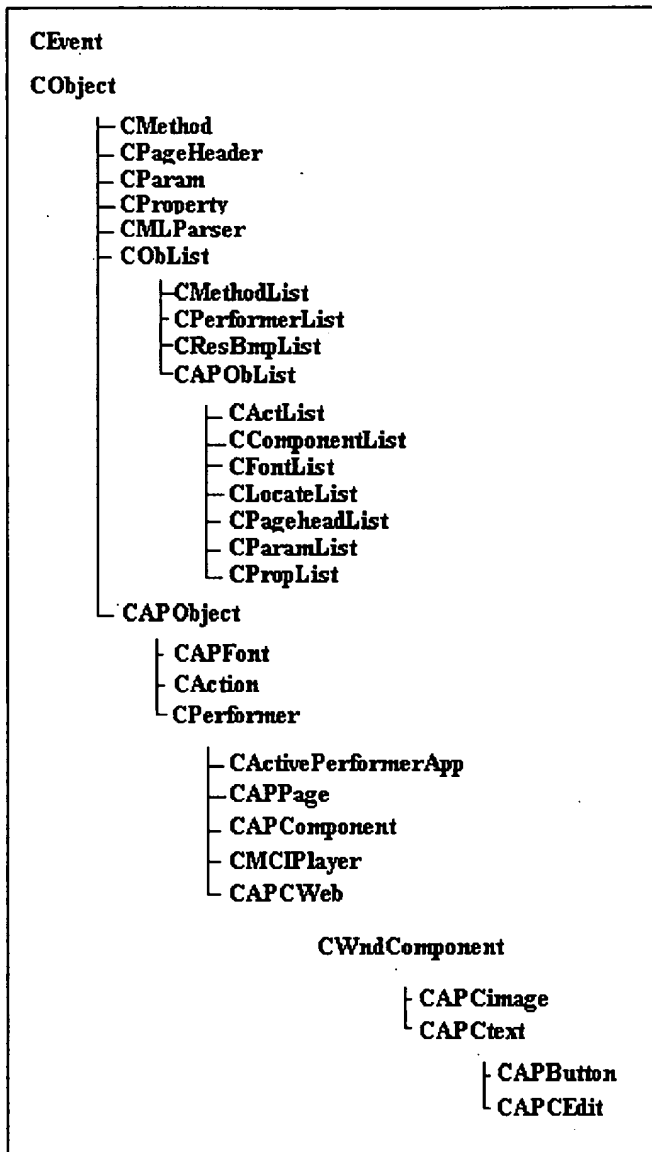 CEvent
CObject
CMethod
CPageHeader
CParam
CProperty
CMLParser
CObList
CMethodList
CPerformerList
CResBmpList
CAPObList
CActList
CComponentList
CFontList
CLocateList
CPageheadList
CParamList
CPropList
CAPObject
CAPFont
CAction
CPerformer
CActivePerformerApp
CAPPage
CAPComponent
CMCIPlayer
CAPCWeb
CWndComponent
CAPCimage
CAPCtext
CAPButton
CAPCEdit